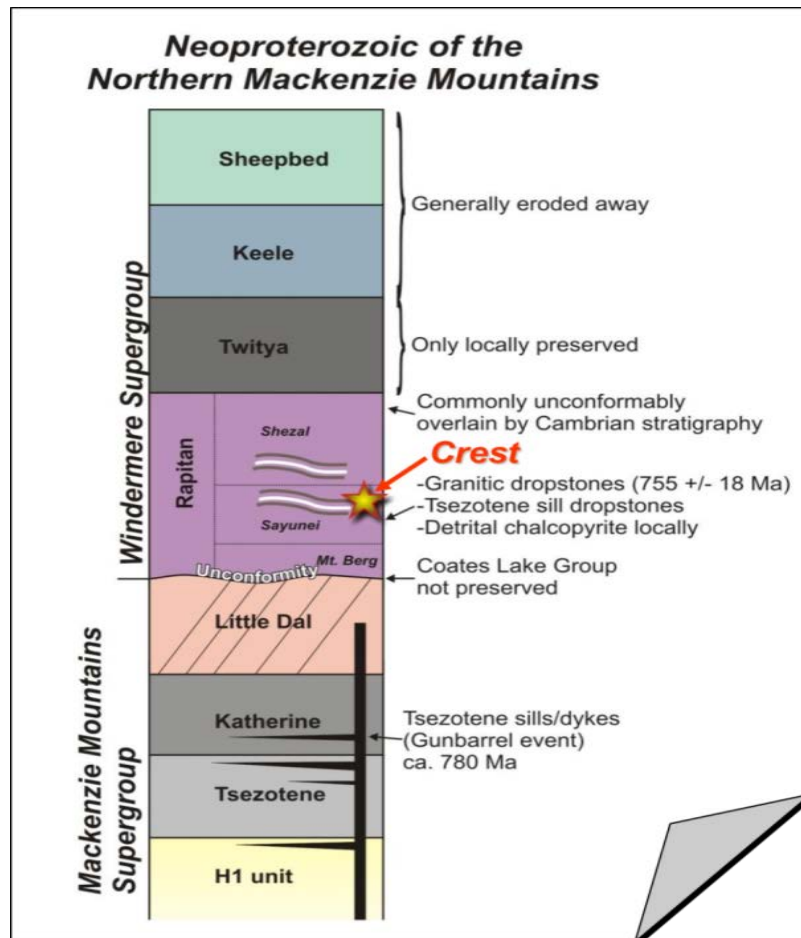 Neoproterozoic of the
Northern Mackenzie Mountains
Windermere Supergroup
Sheepbed
Generally eroded away
Keele
Twitya
Only locally preserved
Rapitan
Shezal
Commonly unconformably
overlain by Cambrian stratigraphy
Crest
-Granitic dropstones (755 +/- 18 Ma)
-Tsezotene sill dropstones
-Detrital chalcopyrite locally
Sayunei
Mt. Berg
Unconformity
Coates Lake Group
not preserved
Mackenzie Mountains
Supergroup
Little Dal
Katherine
Tsezotene sills/dykes
(Gunbarrel event)
ca. 780 Ma
Tsezotene
H1 unit